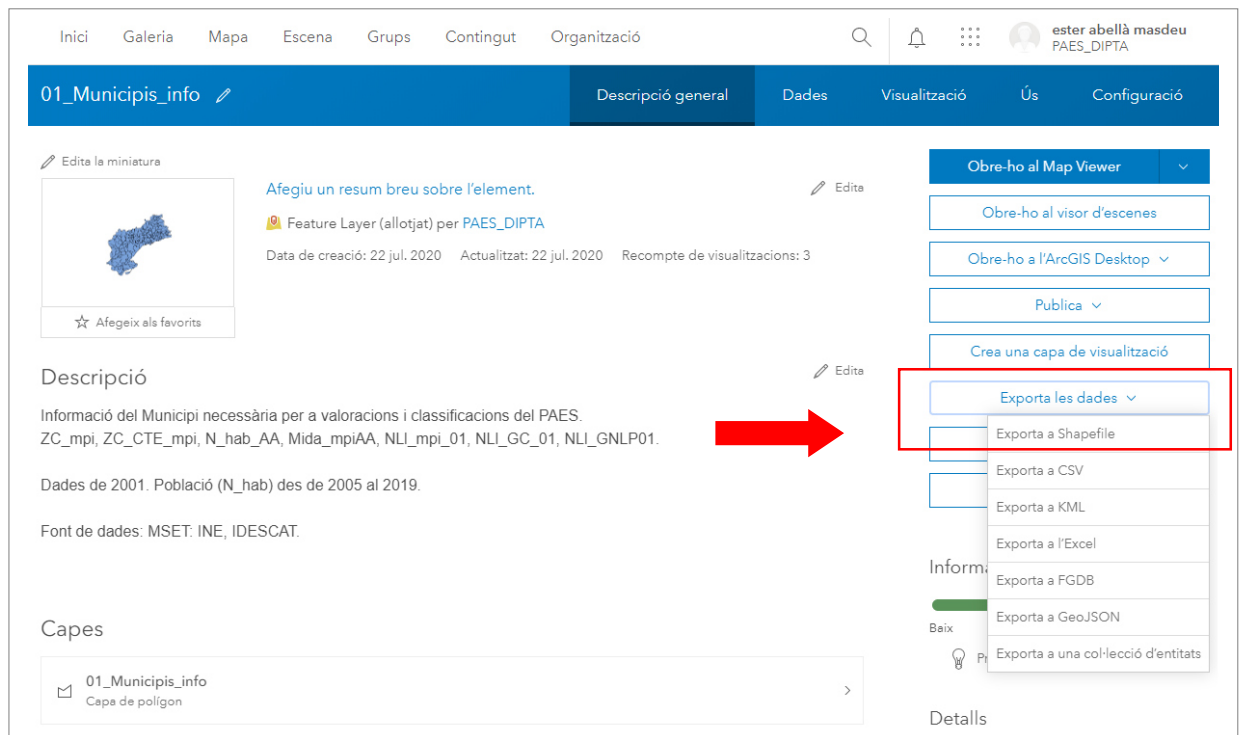 Inici Galeria Mapa Escena Grups Contingut Organització
ester abellà masdeu
PAES_DIPTA
01_Municipis_info
Descripció general Dades Visualització Ús Configuració
Edita la miniatura
Afegeix als favorits
Afegiu un resum breu sobre l'element.
Edita
Feature Layer (allotjat) per PAES_DIPTA
Data de creació: 22 jul. 2020 Actualitzat: 22 jul. 2020 Recompte de visualitzacions: 3
Descripció
Edita
Informació del Municipi necessària per a valoracions i classificacions del PAES.
ZC_mpi, ZC_CTE_mpi, N_hab_AA, Mida_mpiAA, NLI_mpi_01, NLI_GC_01, NLI_GNLP01.
Dades de 2001. Població (N_hab) des de 2005 al 2019.
Font de dades: MSET: INE, IDESCAT.
Capes
01_Municipis_info
Capa de polígon
Obre-ho al Map Viewer
Obre-ho al visor d'escenes
Obre-ho a l'ArcGIS Desktop
Publica
Crea una capa de visualització
Exporta les dades
Exporta a Shapefile
Exporta a CSV
Exporta a KML
Exporta a l'Excel
Exporta a FGDB
Exporta a GeoJSON
Exporta a una col·lecció d'entitats
Baix
Detalls